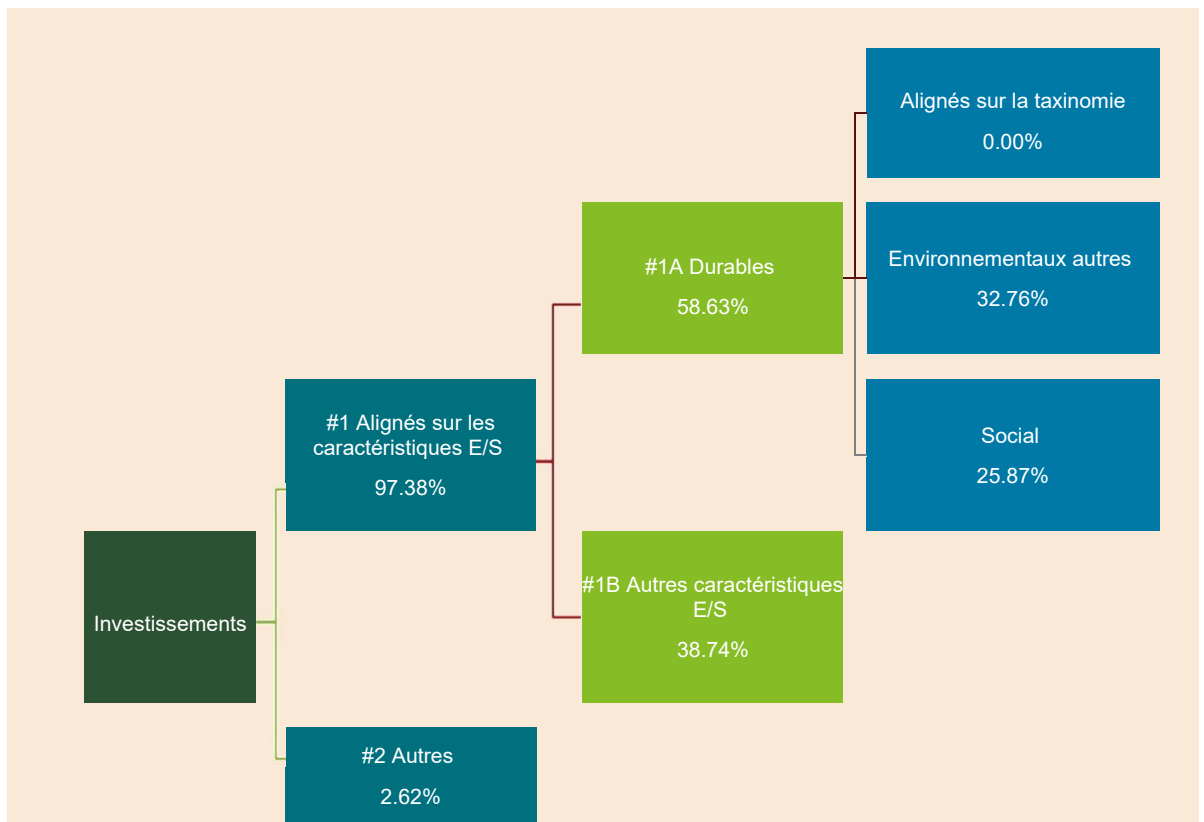 Investissements
#1 Alignés sur les
caractéristiques E/S
97.38%
#2 Autres
2.62%
#1A Durables
58.63%
#1B Autres caractéristiques
E/S
38.74%
Alignés sur la taxinomie
0.00%
Environnementaux autres
32.76%
Social
25.87%